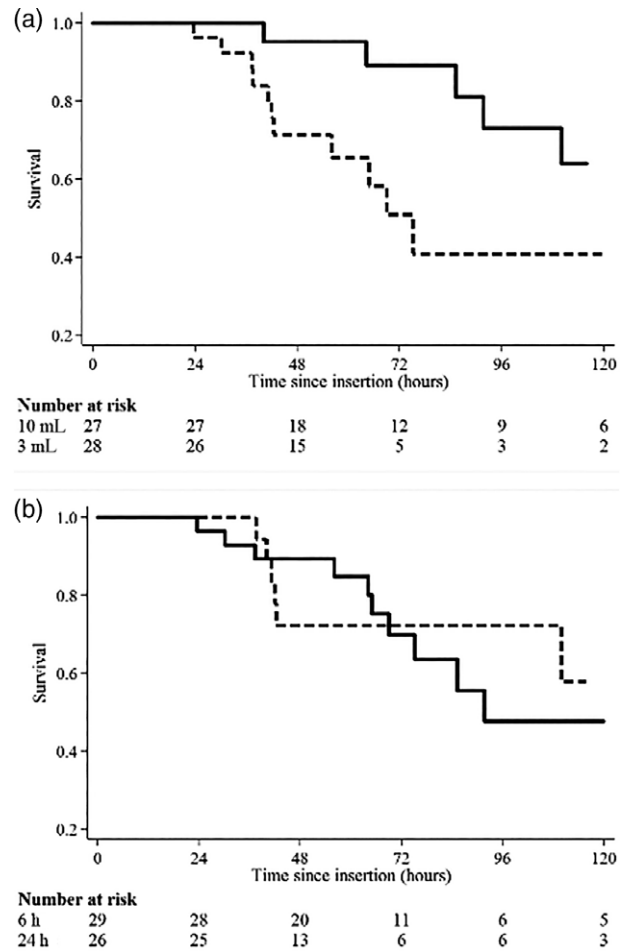 (a)
1.0
0.8
0.6
0.4
0.2
Survival
0 24 48 72 96 120
Time since insertion (hours)
Number at risk
10 mL 27 27 18 12 9 6
3 mL 28 26 15 5 3 2
(b)
1.0
0.8
0.6
0.4
0.2
Survival
0 24 48 72 96 120
Time since insertion (hours)
Number at risk
6 h 29 28 20 11 6 5
24 h 26 25 13 6 6 3